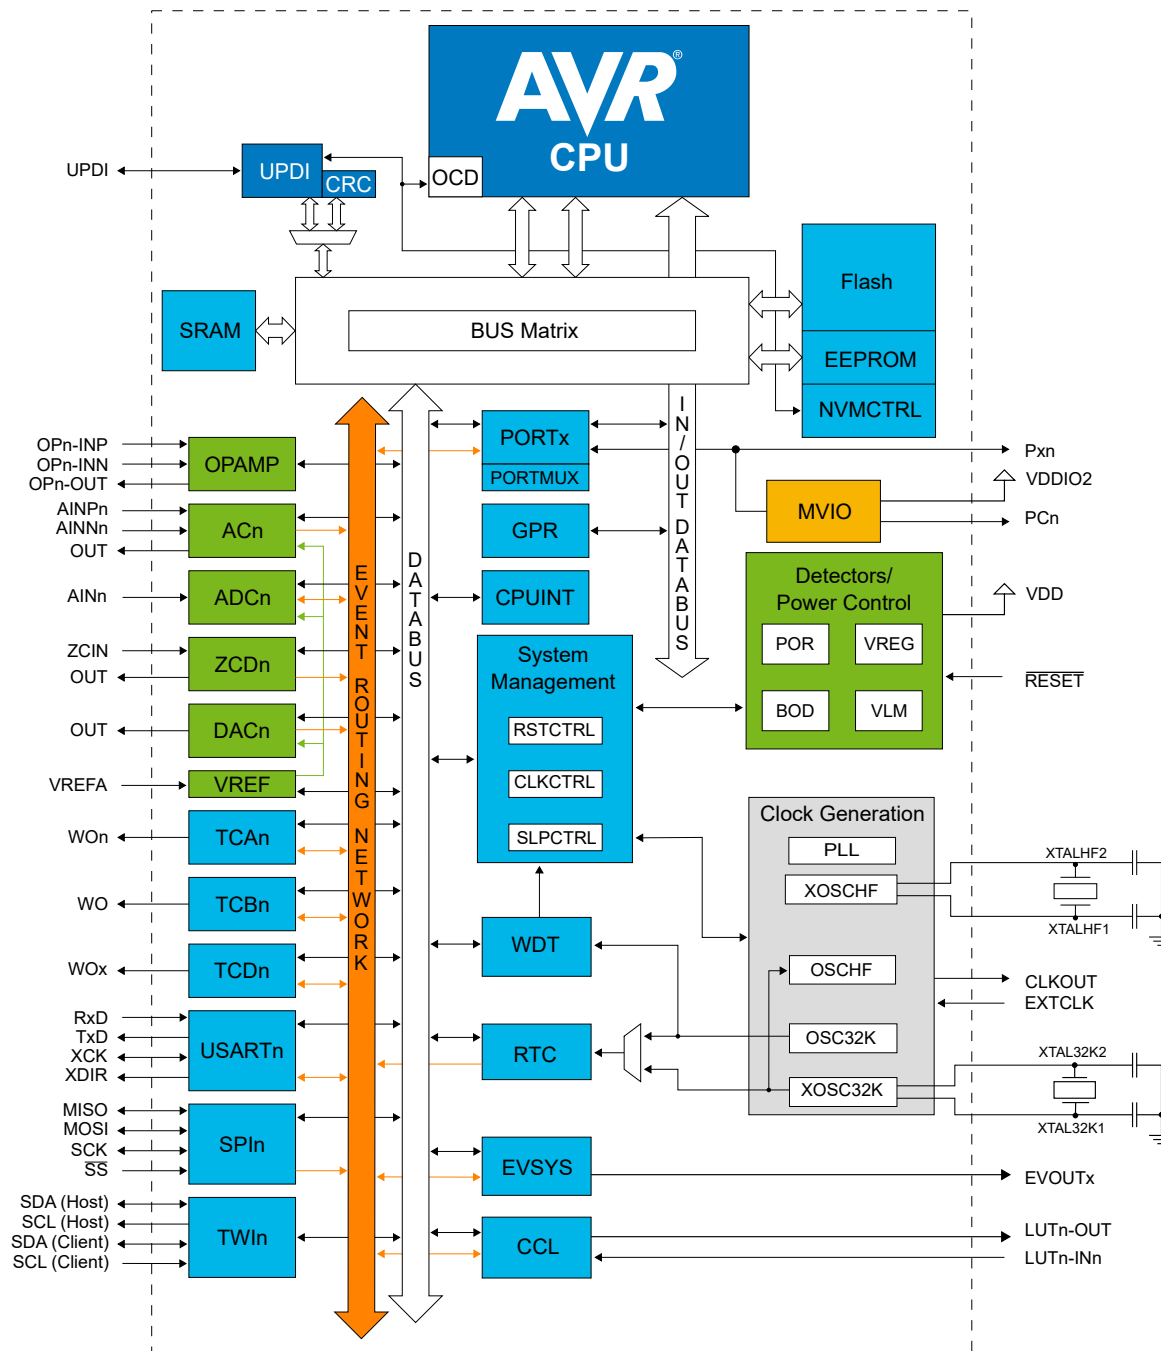 AVR®
CPU
OCD
UPDI
UPDI
CRC
Flash
EEPROM
NVMCTRL
SRAM
BUS Matrix
OPn-INP
OPn-INN
OPn-OUT
OPAMP
AINPn
AINNn
OUT
ACn
AINn
ADCn
ZCIN
OUT
ZCDn
OUT
DACn
VREFA
VREF
WOn
TCAn
WO
TCBn
WOx
TCDn
RxD
TxD
XCK
XDIR
USARTn
MISO
MOSI
SCK
SS
SPIn
SDA (Host)
SCL (Host)
SDA (Client)
SCL (Client)
TWIn
EVENT ROUTING NETWORK
DATABUS
IN/OUT DATABUS
PORTx
PORTMUX
GPR
CPUINT
System
Management
RSTCTRL
CLKCTRL
SLPCTRL
WDT
RTC
EVSYS
CCL
MVIO
Pxn
VDDIO2
PCn
Detectors/
Power Control
POR
VREG
BOD
VLM
VDD
RESET
Clock Generation
PLL
XOSCHF
OSCHF
OSC32K
XOSC32K
XTALHF2
XTALHF1
CLKOUT
EXTCLK
XTAL32K2
XTAL32K1
EVOUTx
LUTn-OUT
LUTn-INn